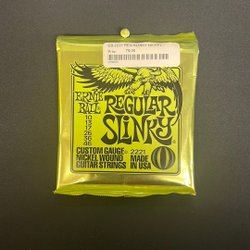 ERNIE
BALL
REGULAR
SLINKY
10
13
17
26
36
46
CUSTOM GAUGE
NICKEL WOUND
GUITAR STRINGS
2221
MADE
IN USA